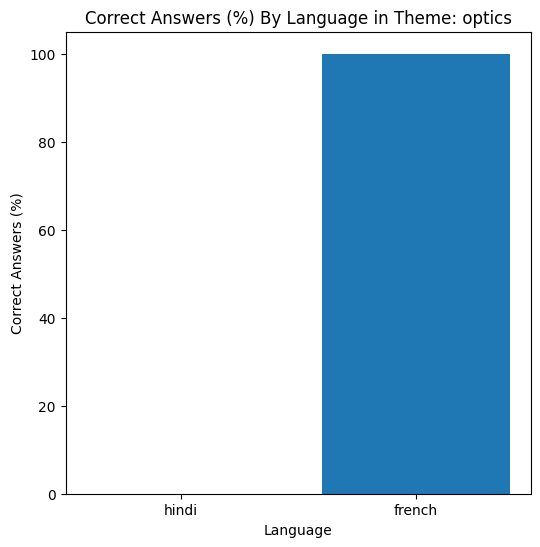 Correct Answers (%) By Language in Theme: optics
100
80
60
40
20
0
Correct Answers (%)
hindi french
Language